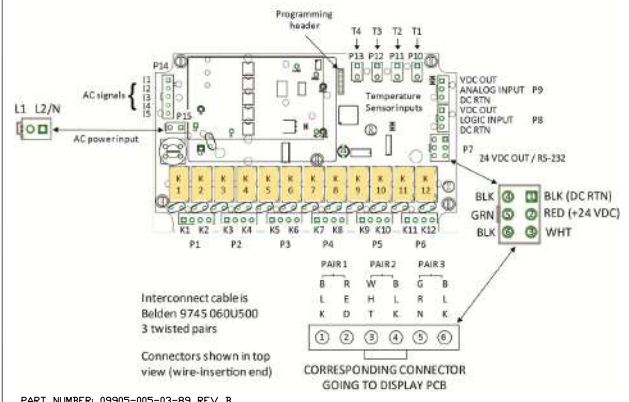 Programming
header
T4 T3 T2 T1
P13 P12 P11 P10
P14
I1
I2
I3
I4
I5
AC signals
L1 L2/N
P15
AC power input
Temperature
Sensor inputs
VDC OUT
ANALOG INPUT P9
DC RTN
VDC OUT
LOGIC INPUT P8
DC RTN
P7
24 VDC OUT / RS-232
K K K K K K K K K K K K
1 2 3 4 5 6 7 8 9 10 11 12
K1 K2 K3 K4 K5 K6 K7 K8 K9 K10 K11 K12
P1 P2 P3 P4 P5 P6
BLK 4 1 BLK (DC RTN)
GRN 5 2 RED (+24 VDC)
BLK 6 3 WHT
PAIR 1 PAIR 2 PAIR 3
B R W B G B
L E H L R L
K D T K N K
1 2 3 4 5 6
Interconnect cable is
Belden 9745 060U500
3 twisted pairs
Connectors shown in top
view (wire-insertion end)
CORRESPONDING CONNECTOR
GOING TO DISPLAY PCB
PART NUMBER: 09905-005-03-89 REV B